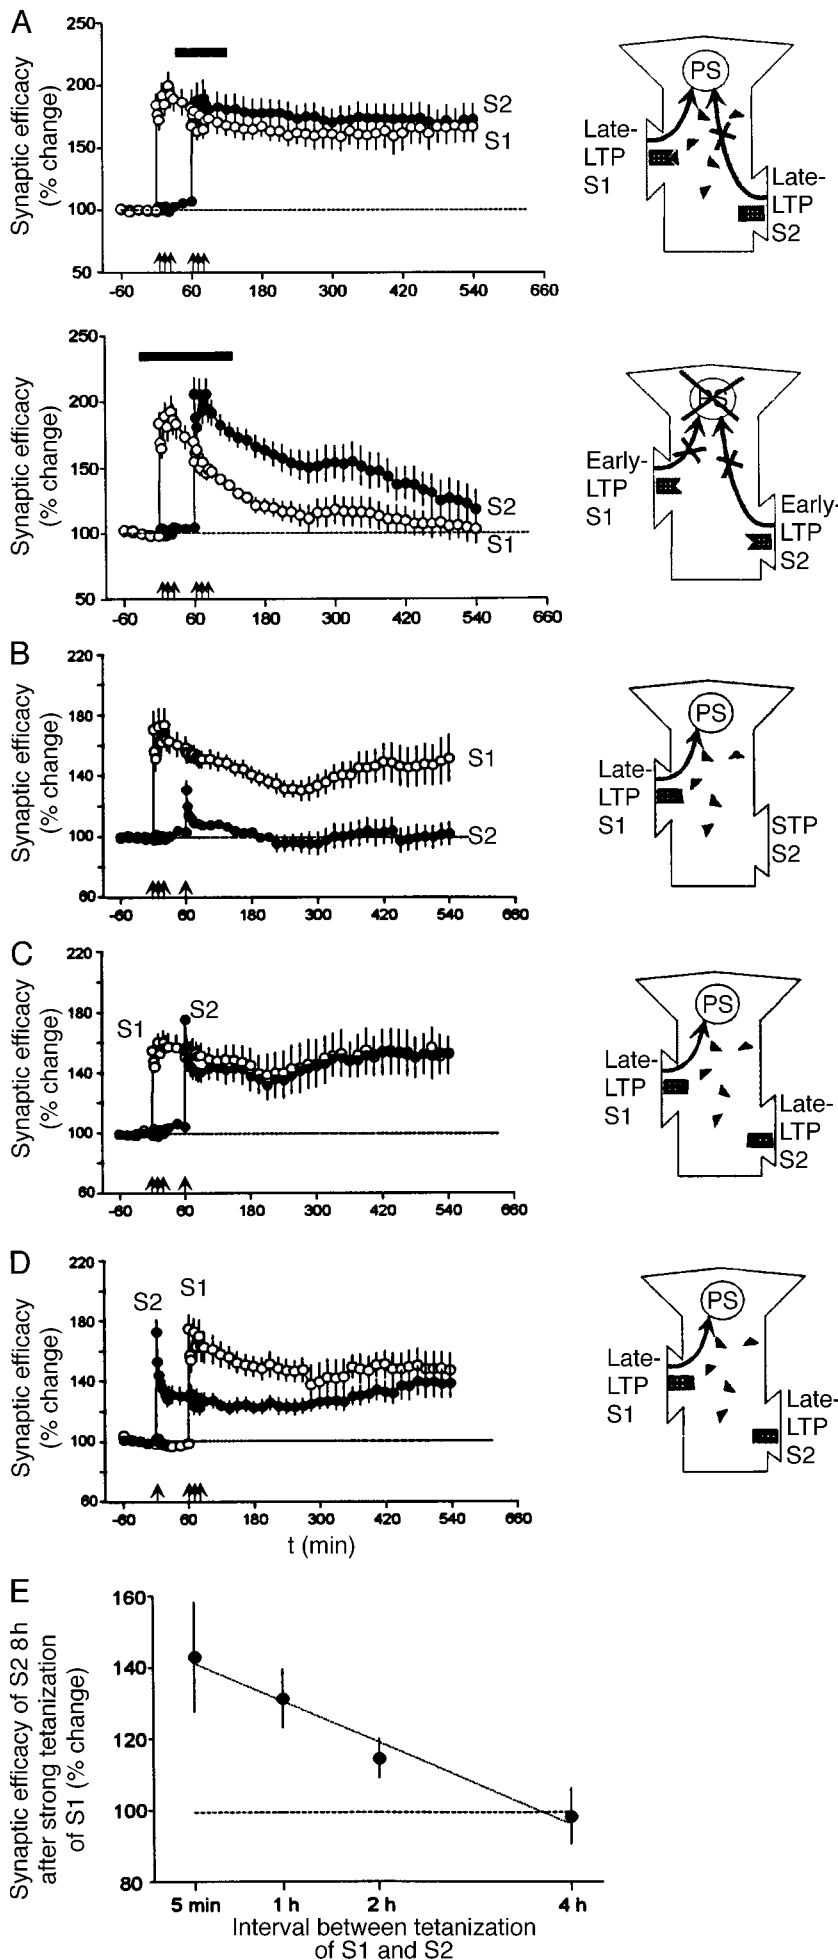 A
Synaptic efficacy
(% change)
250
200
150
100
50
S2
S1
-60 60 180 300 420 540 660
PS
Late-
LTP
S1
Late-
LTP
S2
Synaptic efficacy
(% change)
250
200
150
100
50
S2
S1
-60 60 180 300 420 540 660
PS
Early-
LTP
S1
Early-
LTP
S2
B
Synaptic efficacy
(% change)
220
180
140
100
60
S1
S2
-60 60 180 300 420 540 660
PS
Late-
LTP
S1
STP
S2
C
Synaptic efficacy
(% change)
220
180
140
100
60
S1
S2
-60 60 180 300 420 540 660
PS
Late-
LTP
S1
Late-
LTP
S2
D
Synaptic efficacy
(% change)
220
180
140
100
60
S2
S1
-60 60 180 300 420 540 660
t (min)
PS
Late-
LTP
S1
Late-
LTP
S2
E
Synaptic efficacy of S2 8h
after strong tetanization
of S1 (% change)
160
140
120
100
80
5 min 1 h 2 h 4 h
Interval between tetanization
of S1 and S2